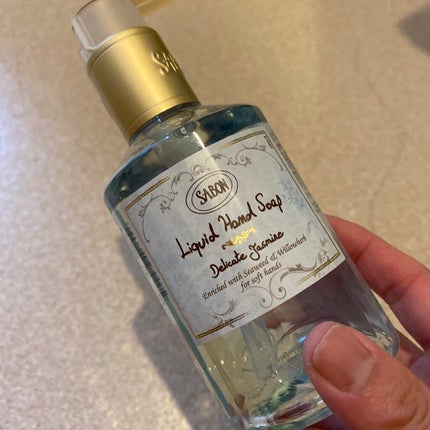 SABON
Liquid Hand Soap
Delicate Jasmine
Enriched with Seaweed & Willowherb
for soft hands